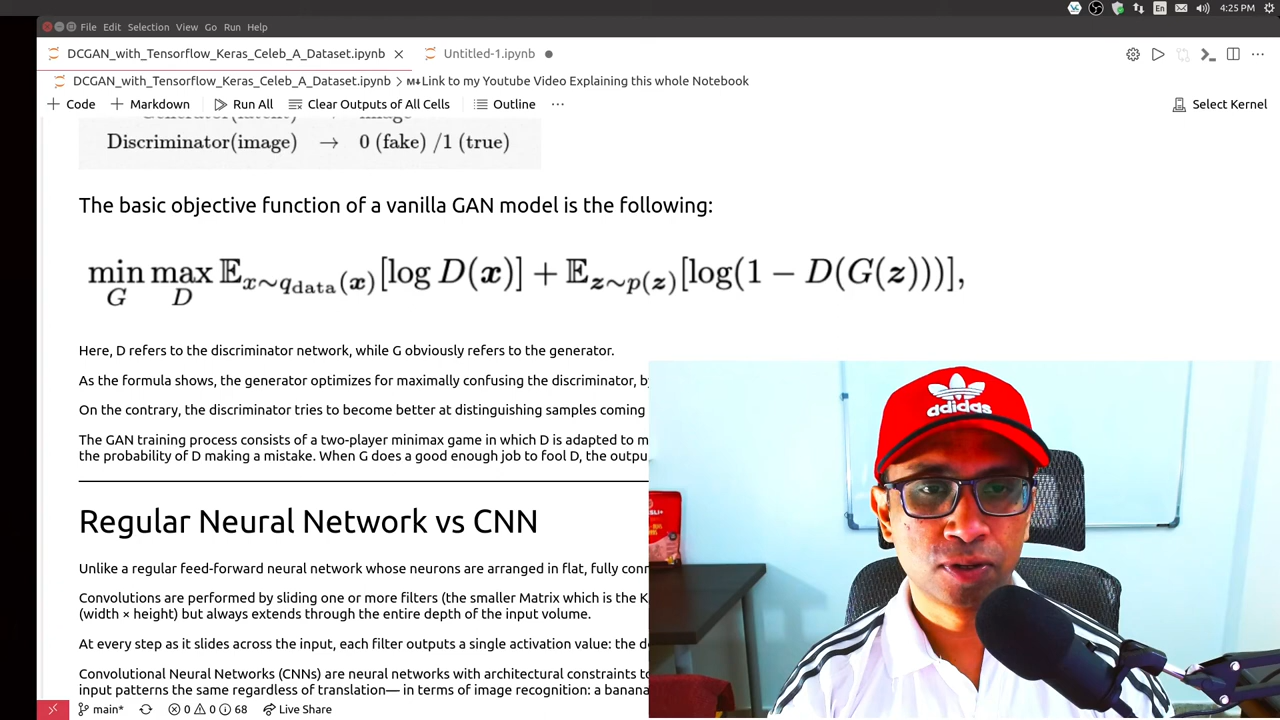 4:25 PM
En
File Edit Selection View Go Run Help
DCGAN_with_Tensorflow_Keras_Celeb_A_Dataset.ipynb
Untitled-1.ipynb
DCGAN_with_Tensorflow_Keras_Celeb_A_Dataset.ipynb > M↓Link to my Youtube Video Explaining this whole Notebook
+ Code + Markdown Run All Clear Outputs of All Cells Outline ... Select Kernel
Discriminator(image) → 0 (fake) /1 (true)
The basic objective function of a vanilla GAN model is the following:
min_G max_D 𝔼_{x∼q_data(x)}[log D(x)] + 𝔼_{z∼p(z)}[log(1 − D(G(z)))],
Here, D refers to the discriminator network, while G obviously refers to the generator.
As the formula shows, the generator optimizes for maximally confusing the discriminator,
On the contrary, the discriminator tries to become better at distinguishing samples coming
The GAN training process consists of a two-player minimax game in which D is adapted to
the probability of D making a mistake. When G does a good enough job to fool D, the
Regular Neural Network vs CNN
Unlike a regular feed-forward neural network whose neurons are arranged in flat, fully
Convolutions are performed by sliding one or more filters (the smaller Matrix which is the
(width × height) but always extends through the entire depth of the input volume.
At every step as it slides across the input, each filter outputs a single activation value: the
Convolutional Neural Networks (CNNs) are neural networks with architectural constraints
input patterns the same regardless of translation— in terms of image recognition: a banana
main* 0 0 68 Live Share
adidas